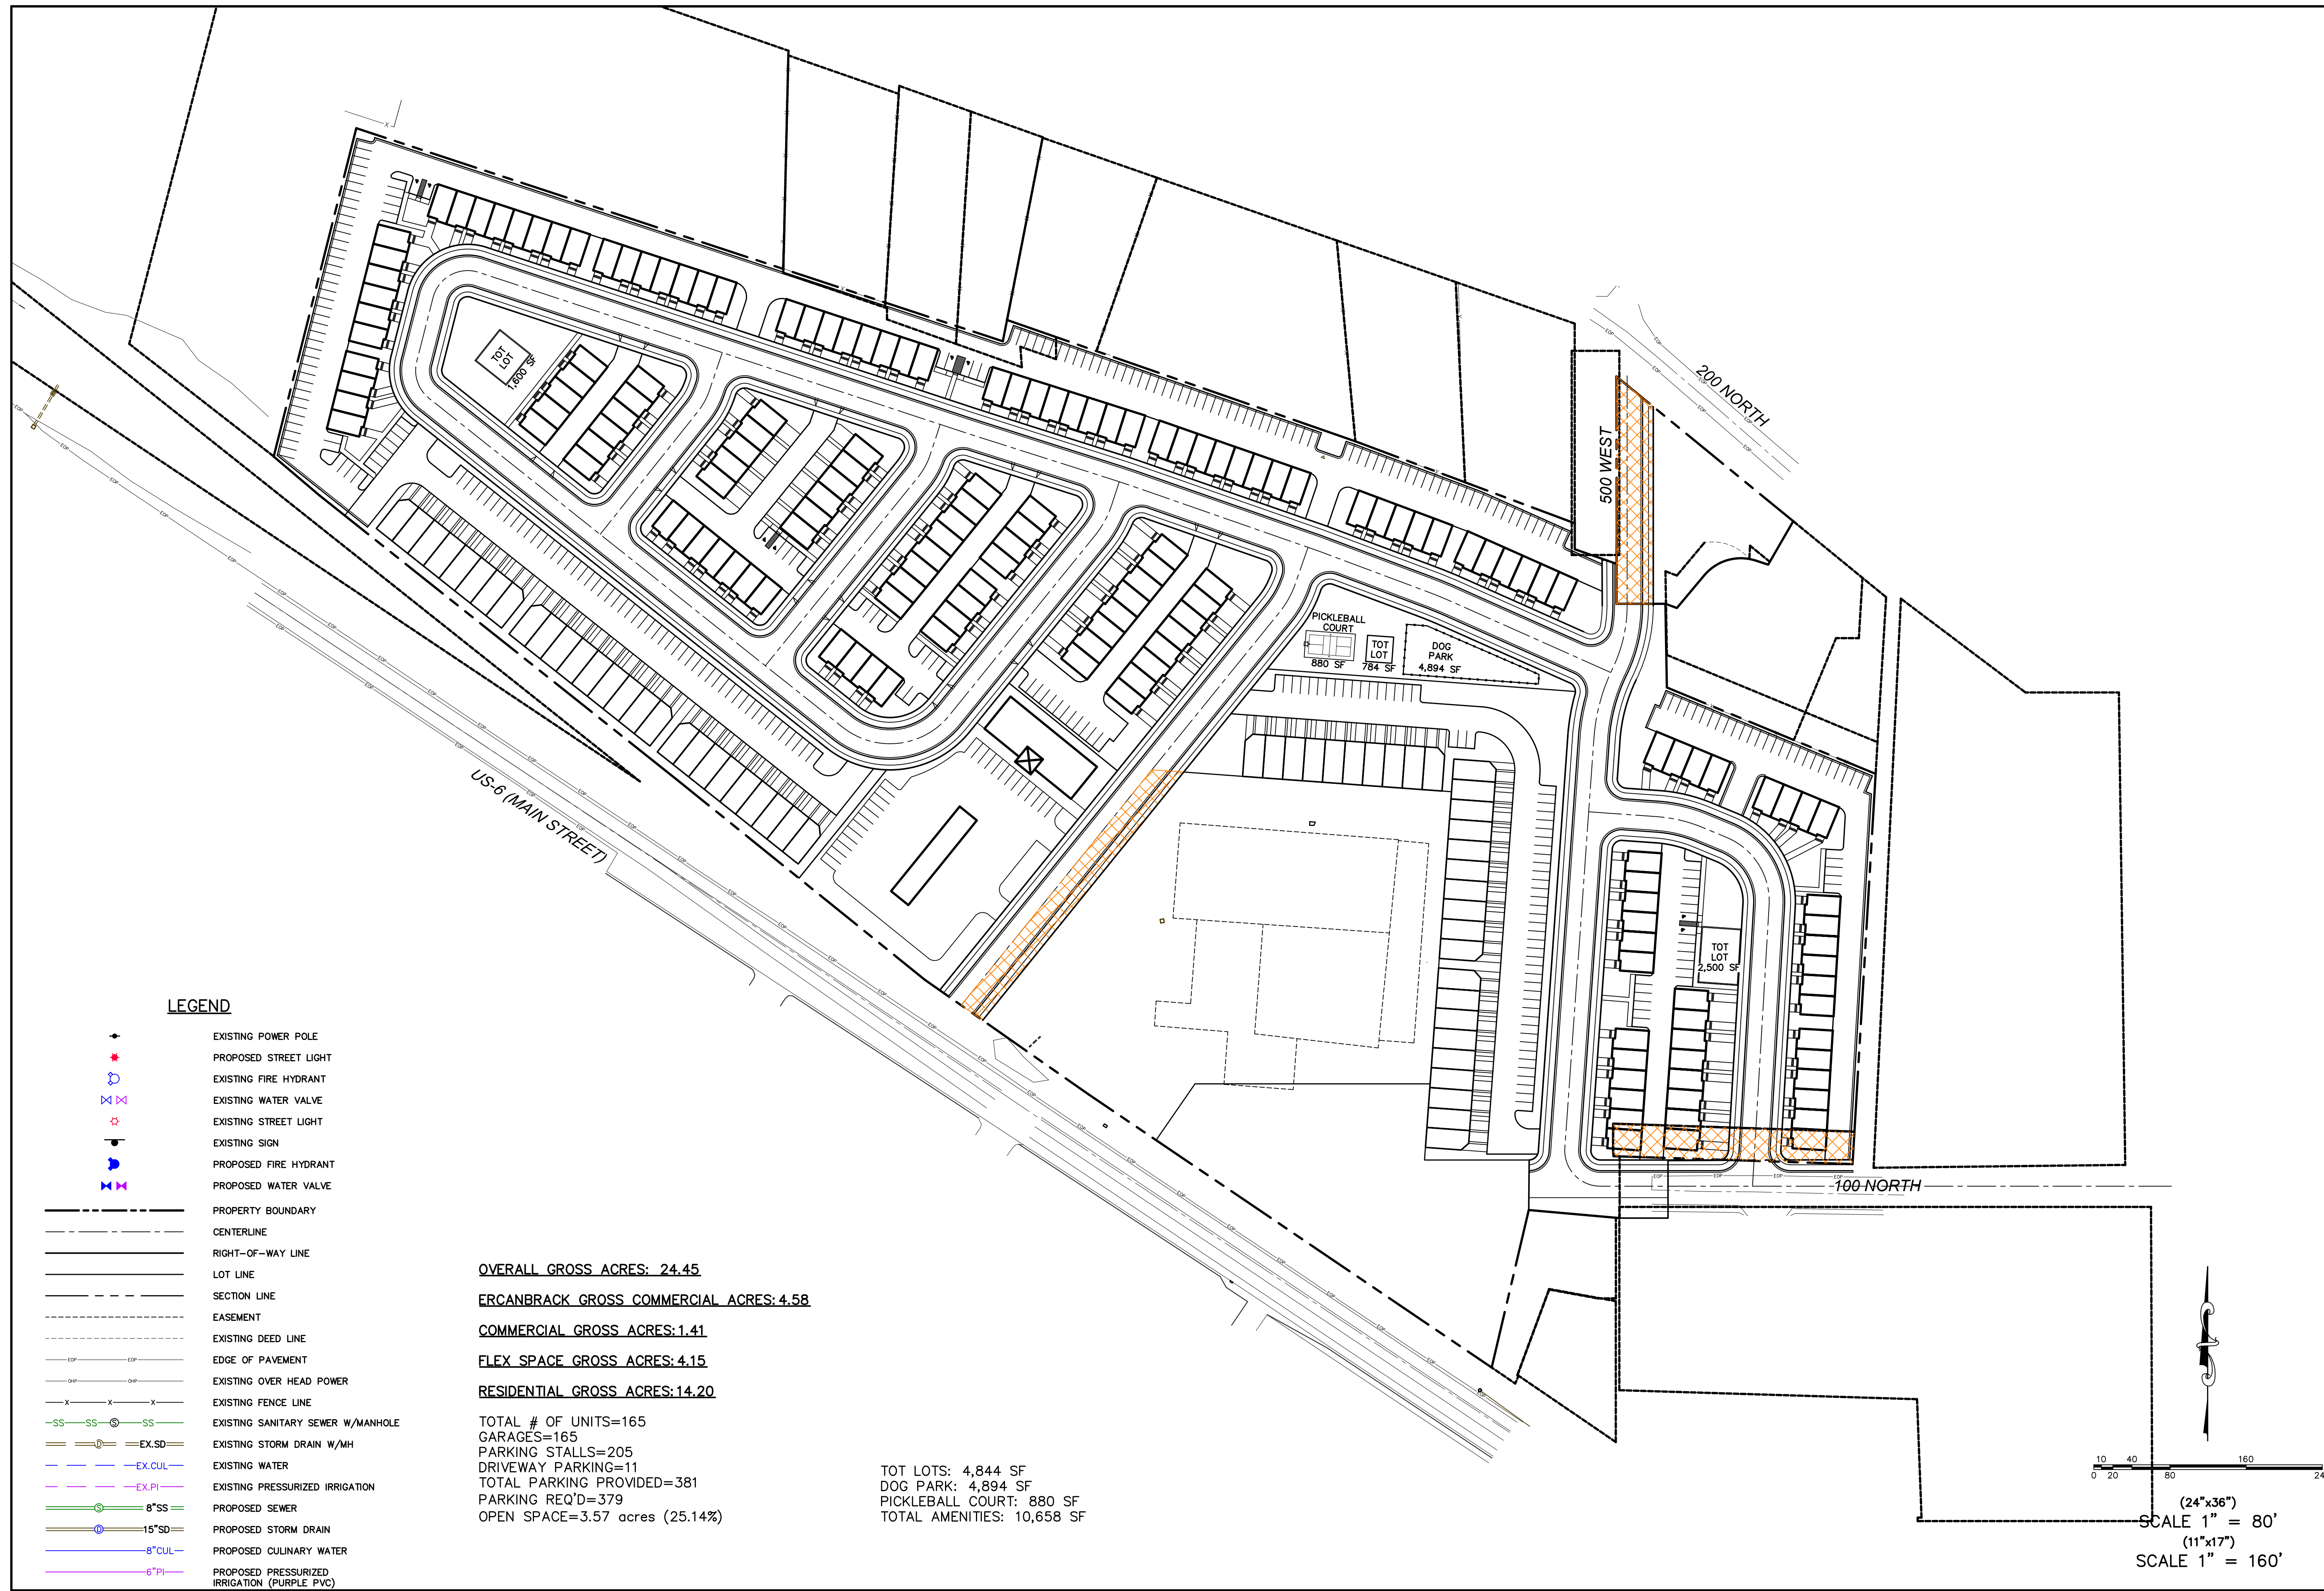 200 NORTH
500 WEST
TOT
LOT
1,600 SF
PICKLEBALL
COURT
880 SF
TOT
LOT
784 SF
DOG
PARK
4,894 SF
US-6 (MAIN STREET)
TOT
LOT
2,500 SF
100 NORTH
LEGEND
EXISTING POWER POLE
PROPOSED STREET LIGHT
EXISTING FIRE HYDRANT
EXISTING WATER VALVE
EXISTING STREET LIGHT
EXISTING SIGN
PROPOSED FIRE HYDRANT
PROPOSED WATER VALVE
PROPERTY BOUNDARY
CENTERLINE
RIGHT-OF-WAY LINE
LOT LINE
SECTION LINE
EASEMENT
EXISTING DEED LINE
EOP EOP EDGE OF PAVEMENT
OHP OHP EXISTING OVER HEAD POWER
X X X EXISTING FENCE LINE
SS SS S SS EXISTING SANITARY SEWER W/MANHOLE
D EX.SD EXISTING STORM DRAIN W/MH
EX.CUL EXISTING WATER
EX.PI EXISTING PRESSURIZED IRRIGATION
S 8"SS PROPOSED SEWER
D 15"SD PROPOSED STORM DRAIN
8"CUL PROPOSED CULINARY WATER
6"PI PROPOSED PRESSURIZED
IRRIGATION (PURPLE PVC)
OVERALL GROSS ACRES: 24.45
ERCANBRACK GROSS COMMERCIAL ACRES: 4.58
COMMERCIAL GROSS ACRES: 1.41
FLEX SPACE GROSS ACRES: 4.15
RESIDENTIAL GROSS ACRES: 14.20
TOTAL # OF UNITS=165
GARAGES=165
PARKING STALLS=205
DRIVEWAY PARKING=11
TOTAL PARKING PROVIDED=381
PARKING REQ'D=379
OPEN SPACE=3.57 acres (25.14%)
TOT LOTS: 4,844 SF
DOG PARK: 4,894 SF
PICKLEBALL COURT: 880 SF
TOTAL AMENITIES: 10,658 SF
10 40 160
0 20 80 24
(24"x36")
SCALE 1" = 80'
(11"x17")
SCALE 1" = 160'